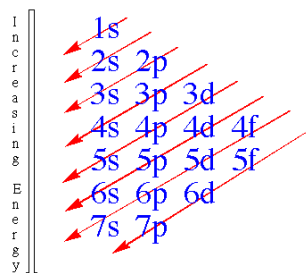 Increasing Energy
1s
2s 2p
3s 3p 3d
4s 4p 4d 4f
5s 5p 5d 5f
6s 6p 6d
7s 7p